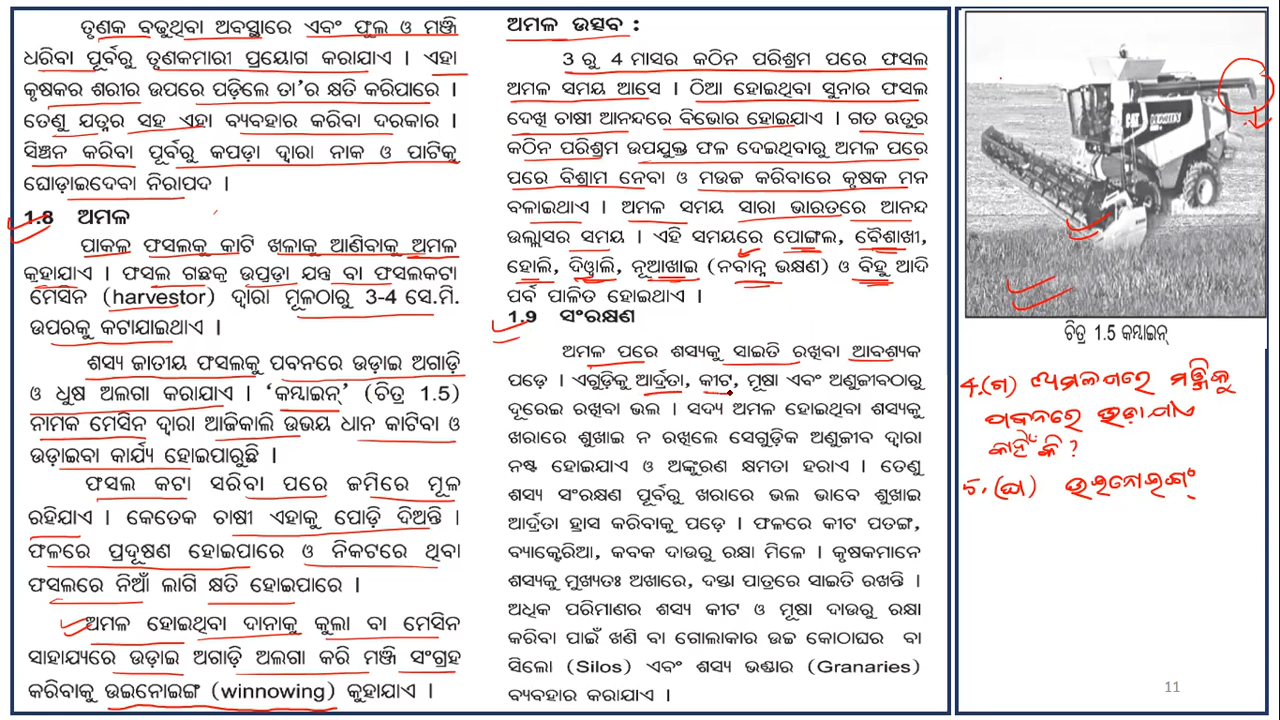 ତୃଣକ ବଢୁଥିବା ଅବସ୍ଥାରେ ଏବଂ ଫୁଲ ଓ ମଞ୍ଜି
ଧରିବା ପୂର୍ବରୁ ତୃଣକମାରୀ ପ୍ରୟୋଗ କରାଯାଏ । ଏହା
କୃଷକର ଶରୀର ଉପରେ ପଡ଼ିଲେ ତା'ର କ୍ଷତି କରିପାରେ ।
ତେଣୁ ଯତ୍ନର ସହ ଏହା ବ୍ୟବହାର କରିବା ଦରକାର ।
ସିଞ୍ଚନ କରିବା ପୂର୍ବରୁ କପଡ଼ା ଦ୍ୱାରା ନାକ ଓ ପାଟିକୁ
ଘୋଡ଼ାଇଦେବା ନିରାପଦ ।
1.8 ଅମଳ
ପାକଳ ଫସଲକୁ କାଟି ଖଳାକୁ ଆଣିବାକୁ ଅମଳ
କୁହାଯାଏ । ଫସଲ ଗଛକୁ ଉପୁଡ଼ା ଯନ୍ତ୍ର ବା ଫସଲକଟା
ମେସିନ (harvestor) ଦ୍ୱାରା ମୂଳଠାରୁ 3-4 ସେ.ମି.
ଉପରକୁ କଟାଯାଇଥାଏ ।
ଶସ୍ୟ ଜାତୀୟ ଫସଲକୁ ପବନରେ ଉଡ଼ାଇ ଅଗାଡ଼ି
ଓ ଧୁଷ ଅଲଗା କରାଯାଏ । ‘କମ୍ବାଇନ୍’ (ଚିତ୍ର 1.5)
ନାମକ ମେସିନ ଦ୍ୱାରା ଆଜିକାଲି ଉଭୟ ଧାନ କାଟିବା ଓ
ଉଡ଼ାଇବା କାର୍ଯ୍ୟ ହୋଇପାରୁଛି ।
ଫସଲ କଟା ସରିବା ପରେ ଜମିରେ ମୂଳ
ରହିଯାଏ । କେତେକ ଚାଷୀ ଏହାକୁ ପୋଡ଼ି ଦିଅନ୍ତି ।
ଫଳରେ ପ୍ରଦୂଷଣ ହୋଇପାରେ ଓ ନିକଟରେ ଥିବା
ଫସଲରେ ନିଆଁ ଲାଗି କ୍ଷତି ହୋଇପାରେ ।
ଅମଳ ହୋଇଥିବା ଦାନାକୁ କୁଲା ବା ମେସିନ
ସାହାଯ୍ୟରେ ଉଡ଼ାଇ ଅଗାଡ଼ି ଅଲଗା କରି ମଞ୍ଜି ସଂଗ୍ରହ
କରିବାକୁ ଉଇନୋଇଙ୍ଗ (winnowing) କୁହାଯାଏ ।
ଅମଳ ଉତ୍ସବ :
3 ରୁ 4 ମାସର କଠିନ ପରିଶ୍ରମ ପରେ ଫସଲ
ଅମଳ ସମୟ ଆସେ । ଠିଆ ହୋଇଥିବା ସୁନାର ଫସଲ
ଦେଖି ଚାଷୀ ଆନନ୍ଦରେ ବିଭୋର ହୋଇଯାଏ । ଗତ ଋତୁର
କଠିନ ପରିଶ୍ରମ ଉପଯୁକ୍ତ ଫଳ ଦେଇଥିବାରୁ ଅମଳ ପରେ
ପରେ ବିଶ୍ରାମ ନେବା ଓ ମଉଜ କରିବାରେ କୃଷକ ମନ
ବଳାଇଥାଏ । ଅମଳ ସମୟ ସାରା ଭାରତରେ ଆନନ୍ଦ
ଉଲ୍ଲାସର ସମୟ । ଏହି ସମୟରେ ପୋଙ୍ଗଲ, ବୈଶାଖୀ,
ହୋଲି, ଦିୱାଲି, ନୂଆଖାଇ (ନବାନ୍ନ ଭକ୍ଷଣ) ଓ ବିହୁ ଆଦି
ପର୍ବ ପାଳିତ ହୋଇଥାଏ ।
1.9 ସଂରକ୍ଷଣ
ଅମଳ ପରେ ଶସ୍ୟକୁ ସାଇତି ରଖିବା ଆବଶ୍ୟକ
ପଡ଼େ । ଏଗୁଡ଼ିକୁ ଆର୍ଦ୍ରତା, କୀଟ, ମୂଷା ଏବଂ ଅଣୁଜୀବଠାରୁ
ଦୂରେଇ ରଖିବା ଭଲ । ସଦ୍ୟ ଅମଳ ହୋଇଥିବା ଶସ୍ୟକୁ
ଖରାରେ ଶୁଖାଇ ନ ରଖିଲେ ସେଗୁଡ଼ିକ ଅଣୁଜୀବ ଦ୍ୱାରା
ନଷ୍ଟ ହୋଇଯାଏ ଓ ଅଙ୍କୁରଣ କ୍ଷମତା ହରାଏ । ତେଣୁ
ଶସ୍ୟ ସଂରକ୍ଷଣ ପୂର୍ବରୁ ଖରାରେ ଭଲ ଭାବେ ଶୁଖାଇ
ଆର୍ଦ୍ରତା ହ୍ରାସ କରିବାକୁ ପଡ଼େ । ଫଳରେ କୀଟ ପତଙ୍ଗ,
ବ୍ୟାକ୍ଟେରିଆ, କବକ ଦାଉରୁ ରକ୍ଷା ମିଳେ । କୃଷକମାନେ
ଶସ୍ୟକୁ ମୁଖ୍ୟତଃ ଅଖାରେ, ଦସ୍ତା ପାତ୍ରରେ ସାଇତି ରଖନ୍ତି ।
ଅଧିକ ପରିମାଣର ଶସ୍ୟ କୀଟ ଓ ମୂଷା ଦାଉରୁ ରକ୍ଷା
କରିବା ପାଇଁ ଖଣି ବା ଗୋଲାକାର ଉଚ୍ଚ କୋଠାଘର ବା
ସିଲୋ (Silos) ଏବଂ ଶସ୍ୟ ଭଣ୍ଡାର (Granaries)
ବ୍ୟବହାର କରାଯାଏ ।
CAT
ଚିତ୍ର 1.5 କମ୍ବାଇନ୍
4.(ଗ) ଅମଳ ପରେ ମଞ୍ଜିକୁ
ପବନରେ ଉଡ଼ାଯାଏ
କାହିଁକି ?
5.(ଘ) ଉଇନୋଇଙ୍ଗ୍
11